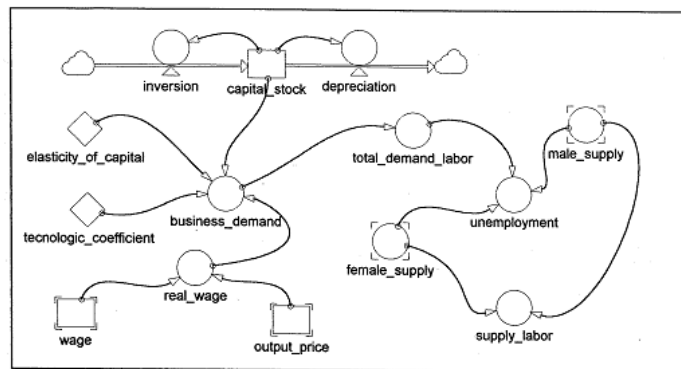 inversion
capital_stock
depreciation
elasticity_of_capital
total_demand_labor
male_supply
tecnologic_coefficient
business_demand
unemployment
female_supply
real_wage
wage
output_price
supply_labor